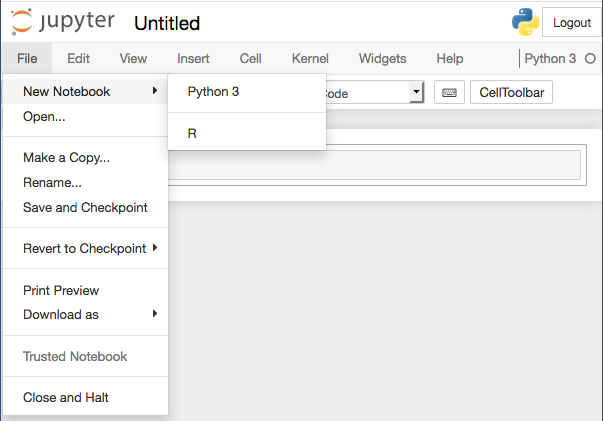 jupyter Untitled Logout
File Edit View Insert Cell Kernel Widgets Help Python 3
New Notebook Python 3
Open... ode CellToolbar
R
Make a Copy...
Rename...
Save and Checkpoint
Revert to Checkpoint
Print Preview
Download as
Trusted Notebook
Close and Halt